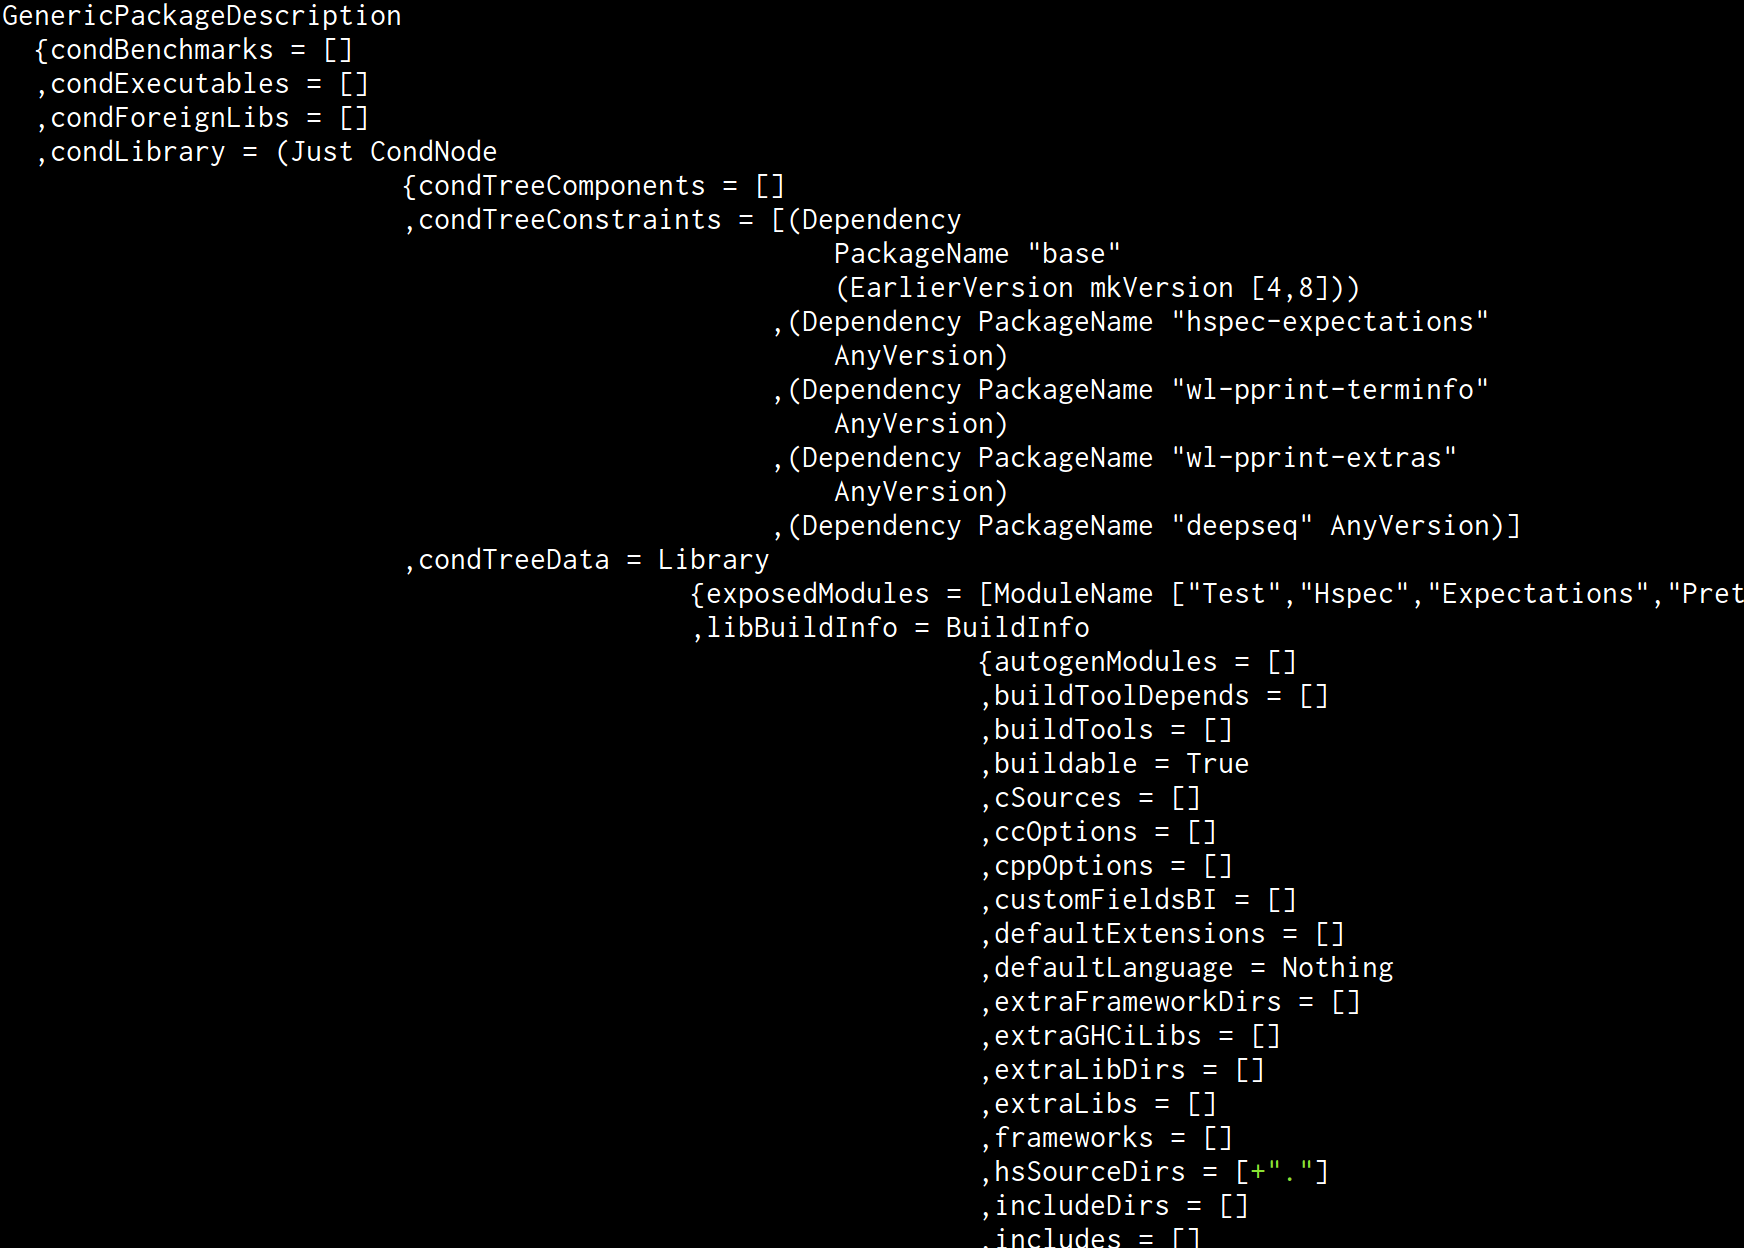 GenericPackageDescription
  {condBenchmarks = []
  ,condExecutables = []
  ,condForeignLibs = []
  ,condLibrary = (Just CondNode
                         {condTreeComponents = []
                         ,condTreeConstraints = [(Dependency
                                                    PackageName "base"
                                                    (EarlierVersion mkVersion [4,8]))
                                                ,(Dependency PackageName "hspec-expectations"
                                                    AnyVersion)
                                                ,(Dependency PackageName "wl-pprint-terminfo"
                                                    AnyVersion)
                                                ,(Dependency PackageName "wl-pprint-extras"
                                                    AnyVersion)
                                                ,(Dependency PackageName "deepseq" AnyVersion)]
                         ,condTreeData = Library
                                           {exposedModules = [ModuleName ["Test","Hspec","Expectations","Pret
                                           ,libBuildInfo = BuildInfo
                                                             {autogenModules = []
                                                             ,buildToolDepends = []
                                                             ,buildTools = []
                                                             ,buildable = True
                                                             ,cSources = []
                                                             ,ccOptions = []
                                                             ,cppOptions = []
                                                             ,customFieldsBI = []
                                                             ,defaultExtensions = []
                                                             ,defaultLanguage = Nothing
                                                             ,extraFrameworkDirs = []
                                                             ,extraGHCiLibs = []
                                                             ,extraLibDirs = []
                                                             ,extraLibs = []
                                                             ,frameworks = []
                                                             ,hsSourceDirs = [+"."]
                                                             ,includeDirs = []
                                                             ,includes = []